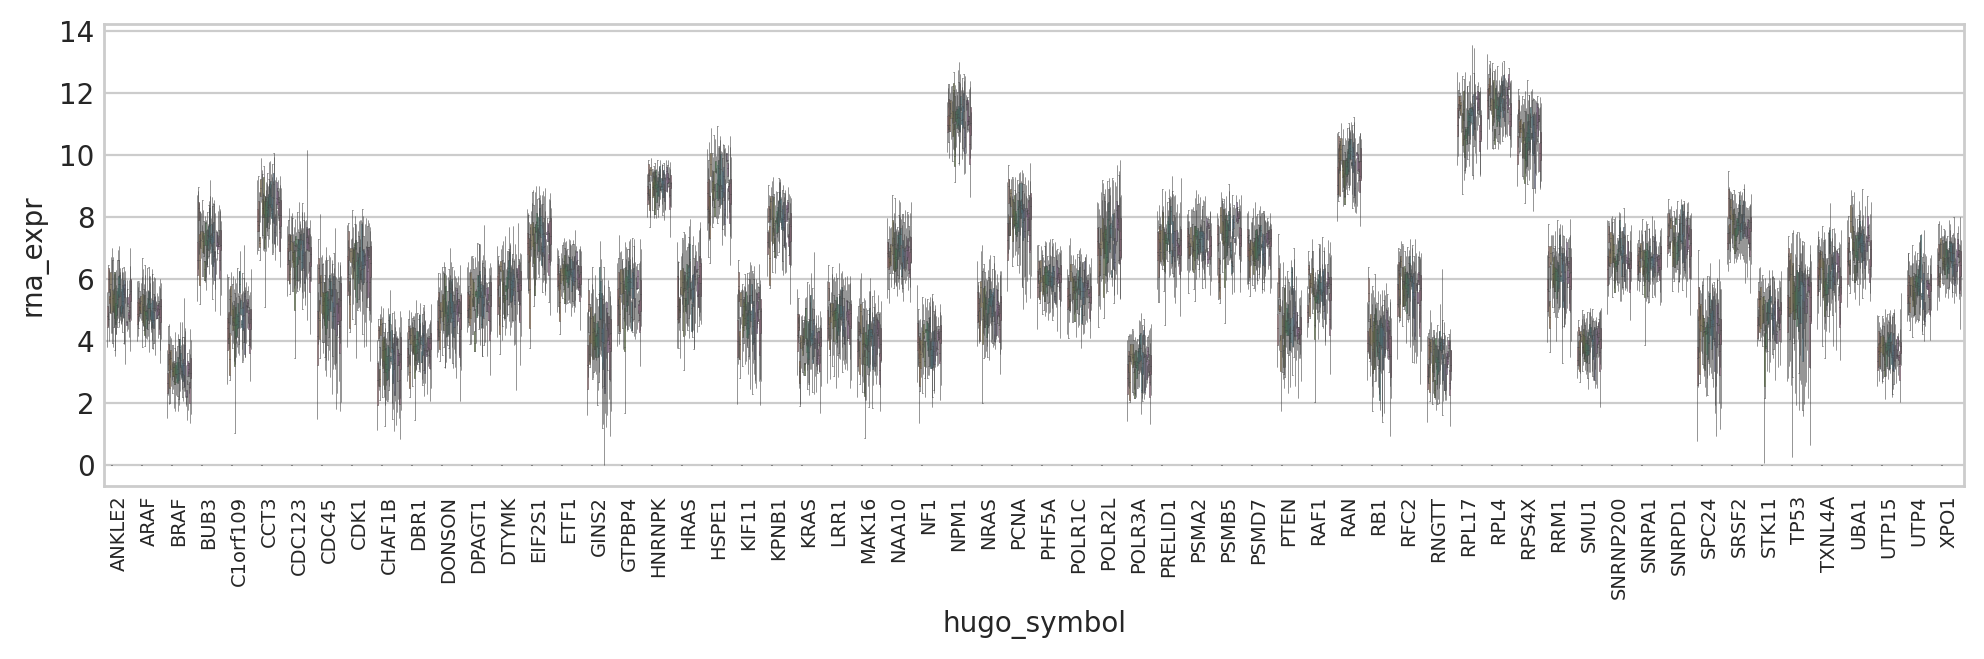 14
12
10
8
6
4
2
0
rna_expr
ANKLE2
ARAF
BRAF
BUB3
C1orf109
CCT3
CDC123
CDC45
CDK1
CHAF1B
DBR1
DONSON
DPAGT1
DTYMK
EIF2S1
ETF1
GINS2
GTPBP4
HNRNPK
HRAS
HSPE1
KIF11
KPNB1
KRAS
LRR1
MAK16
NAA10
NF1
NPM1
NRAS
PCNA
PHF5A
POLR1C
POLR2L
POLR3A
PRELID1
PSMA2
PSMB5
PSMD7
PTEN
RAF1
RAN
RB1
RFC2
RNGTT
RPL17
RPL4
RPS4X
RRM1
SMU1
SNRNP200
SNRPA1
SNRPD1
SPC24
SRSF2
STK11
TP53
TXNL4A
UBA1
UTP15
UTP4
XPO1
hugo_symbol